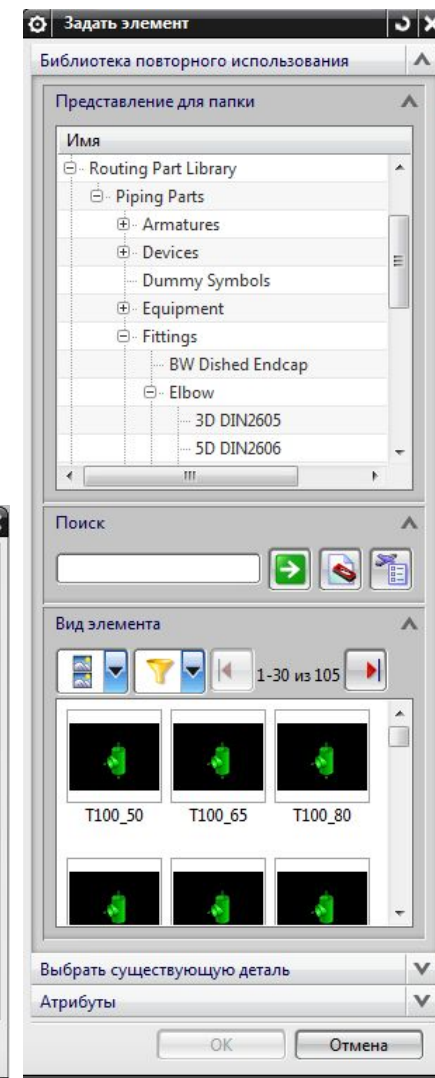 Задать элемент
Библиотека повторного использования
Представление для папки
Имя
Routing Part Library
Piping Parts
Armatures
Devices
Dummy Symbols
Equipment
Fittings
BW Dished Endcap
Elbow
3D DIN2605
5D DIN2606
Поиск
Вид элемента
1-30 из 105
T100_50 T100_65 T100_80
Выбрать существующую деталь
Атрибуты
OK Отмена